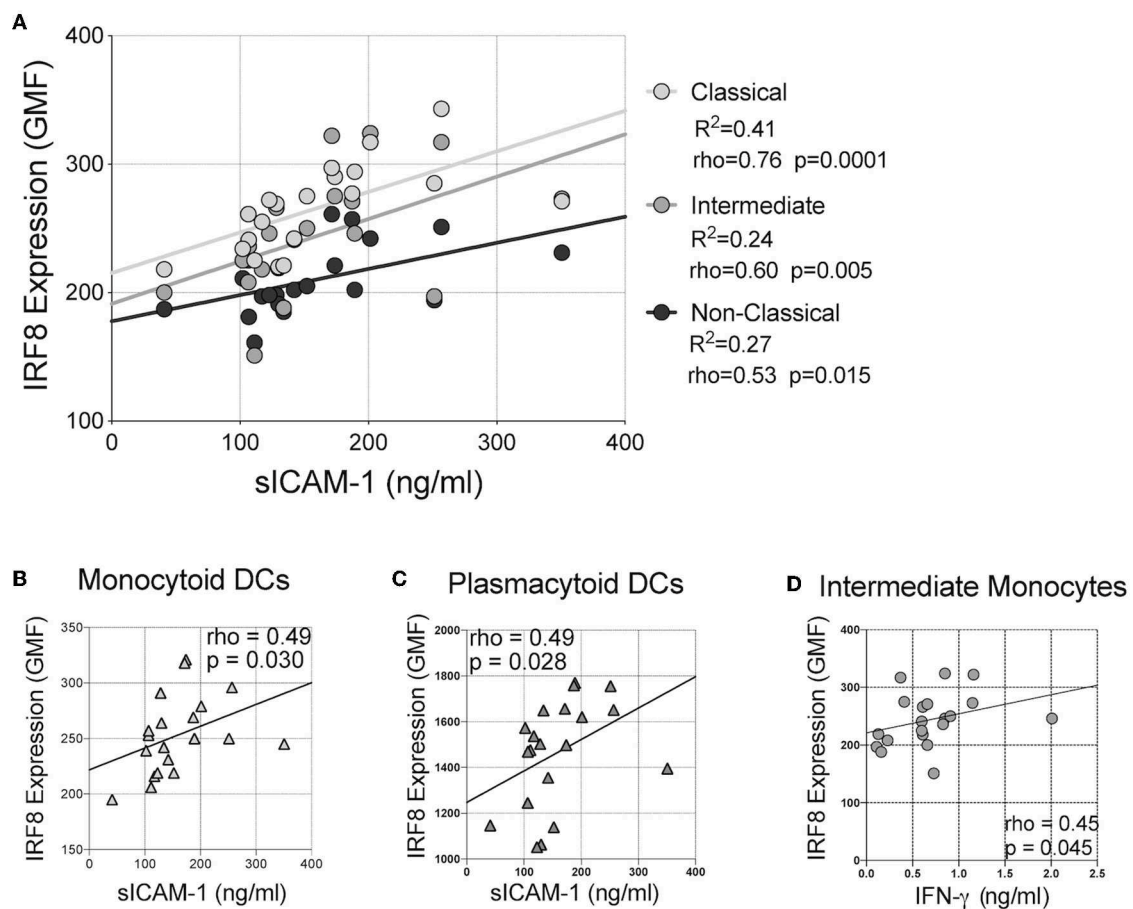 A
IRF8 Expression (GMF)
400
300
200
100
0
100
200
300
400
sICAM-1 (ng/ml)
Classical
R²=0.41
rho=0.76 p=0.0001
Intermediate
R²=0.24
rho=0.60 p=0.005
Non-Classical
R²=0.27
rho=0.53 p=0.015
B
Monocytoid DCs
IRF8 Expression (GMF)
350
300
250
200
150
rho = 0.49
p = 0.030
0
100
200
300
400
sICAM-1 (ng/ml)
C
Plasmacytoid DCs
IRF8 Expression (GMF)
2000
1800
1600
1400
1200
1000
rho = 0.49
p = 0.028
0
100
200
300
400
sICAM-1 (ng/ml)
D
Intermediate Monocytes
IRF8 Expression (GMF)
400
300
200
100
0
rho = 0.45
p = 0.045
0.0
0.5
1.0
1.5
2.0
2.5
IFN-γ (ng/ml)